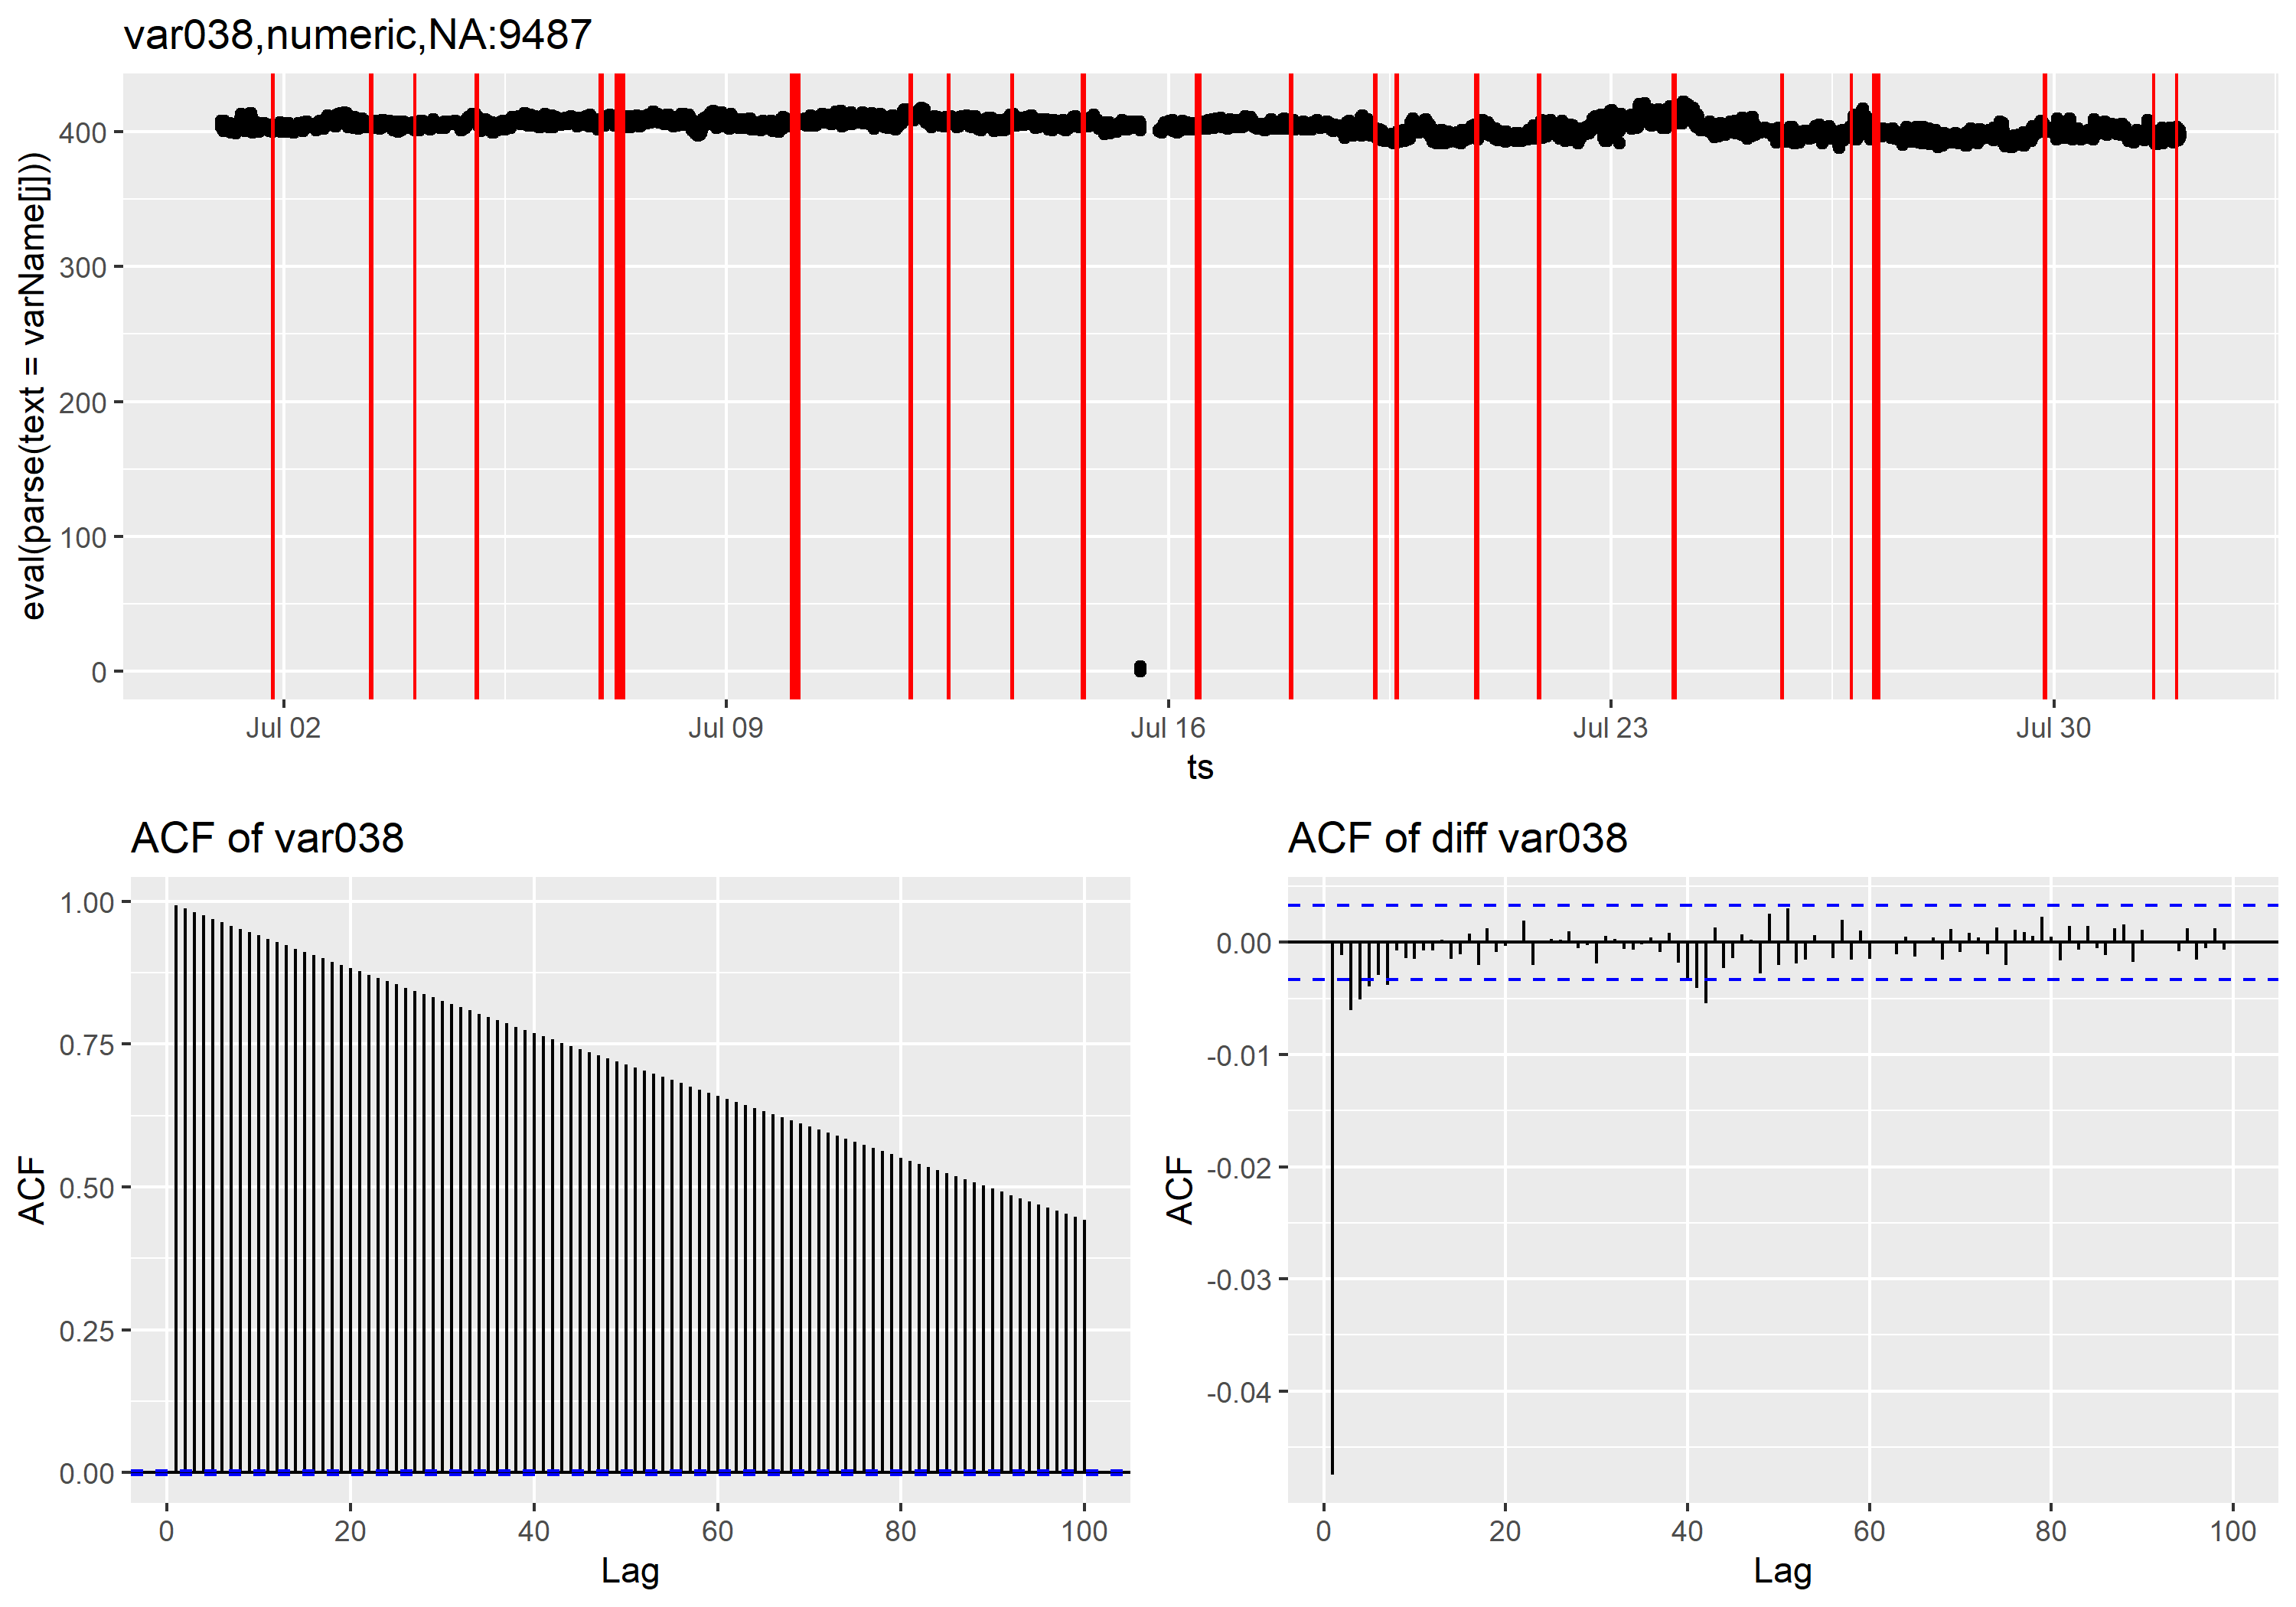 var038,numeric,NA:9487
eval(parse(text = varName[j]))
400
300
200
100
0
Jul 02
Jul 09
Jul 16
Jul 23
Jul 30
ts
ACF of var038
ACF
1.00
0.75
0.50
0.25
0.00
0
20
40
60
80
100
Lag
ACF of diff var038
ACF
0.00
-0.01
-0.02
-0.03
-0.04
0
20
40
60
80
100
Lag